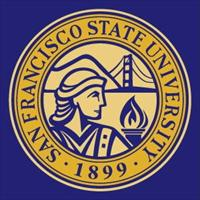 SAN FRANCISCO STATE UNIVERSITY
· 1899 ·